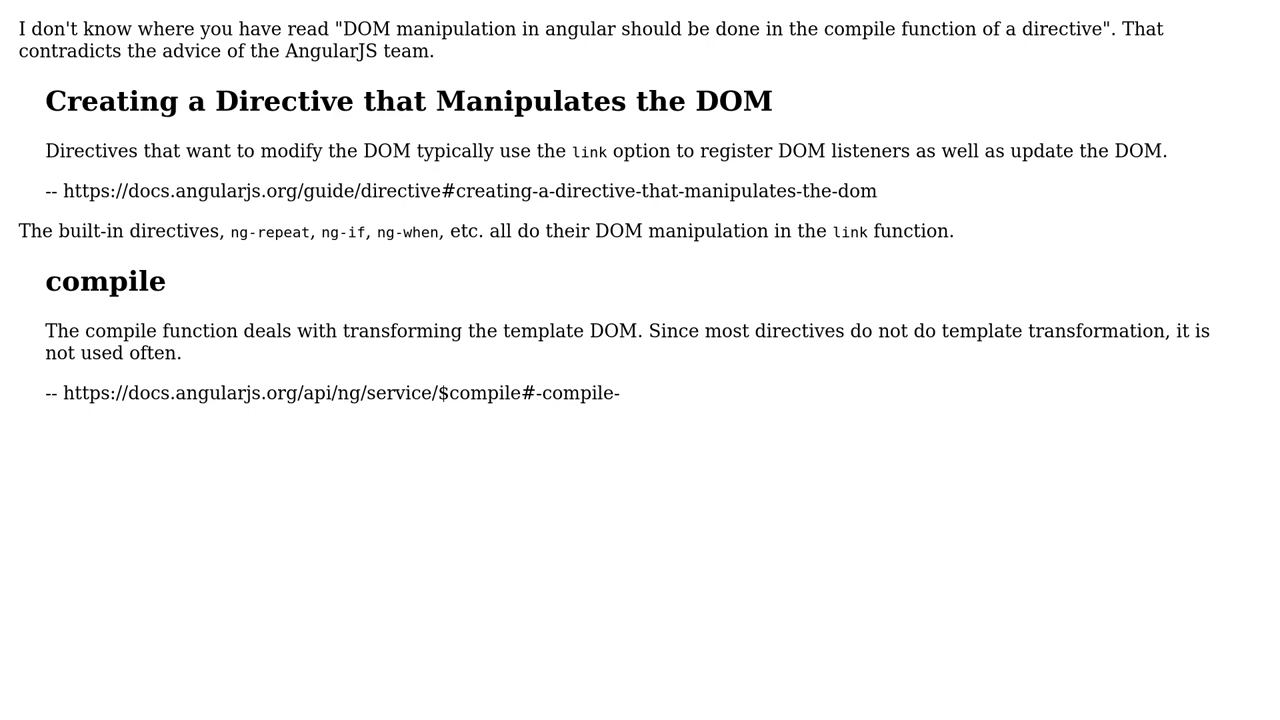 I don't know where you have read "DOM manipulation in angular should be done in the compile function of a directive". That
contradicts the advice of the AngularJS team.
Creating a Directive that Manipulates the DOM
Directives that want to modify the DOM typically use the link option to register DOM listeners as well as update the DOM.
-- https://docs.angularjs.org/guide/directive#creating-a-directive-that-manipulates-the-dom
The built-in directives, ng-repeat, ng-if, ng-when, etc. all do their DOM manipulation in the link function.
compile
The compile function deals with transforming the template DOM. Since most directives do not do template transformation, it is
not used often.
-- https://docs.angularjs.org/api/ng/service/$compile#-compile-